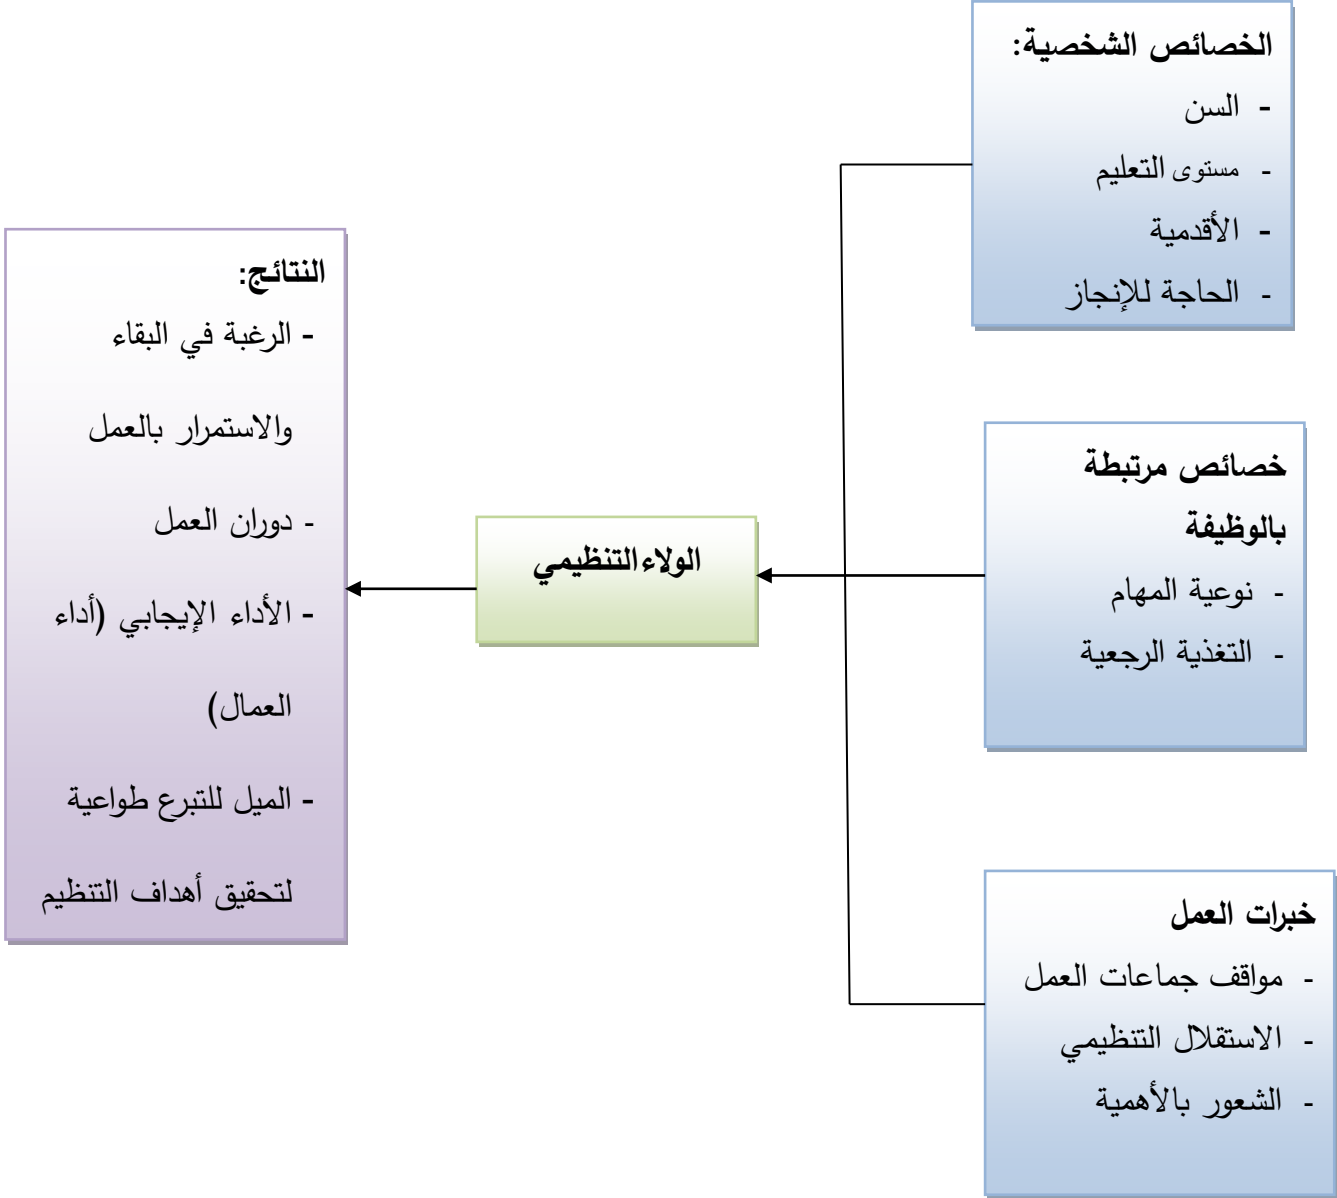 الخصائص الشخصية:
- السن
- مستوى التعليم
- الأقدمية
- الحاجة للإنجاز
خصائص مرتبطة
بالوظيفة
- نوعية المهام
- التغذية الرجعية
خبرات العمل
- مواقف جماعات العمل
- الاستقلال التنظيمي
- الشعور بالأهمية
الولاء التنظيمي
النتائج:
- الرغبة في البقاء
والاستمرار بالعمل
- دوران العمل
- الأداء الإيجابي (أداء
العمال)
- الميل للتبرع طواعية
لتحقيق أهداف التنظيم